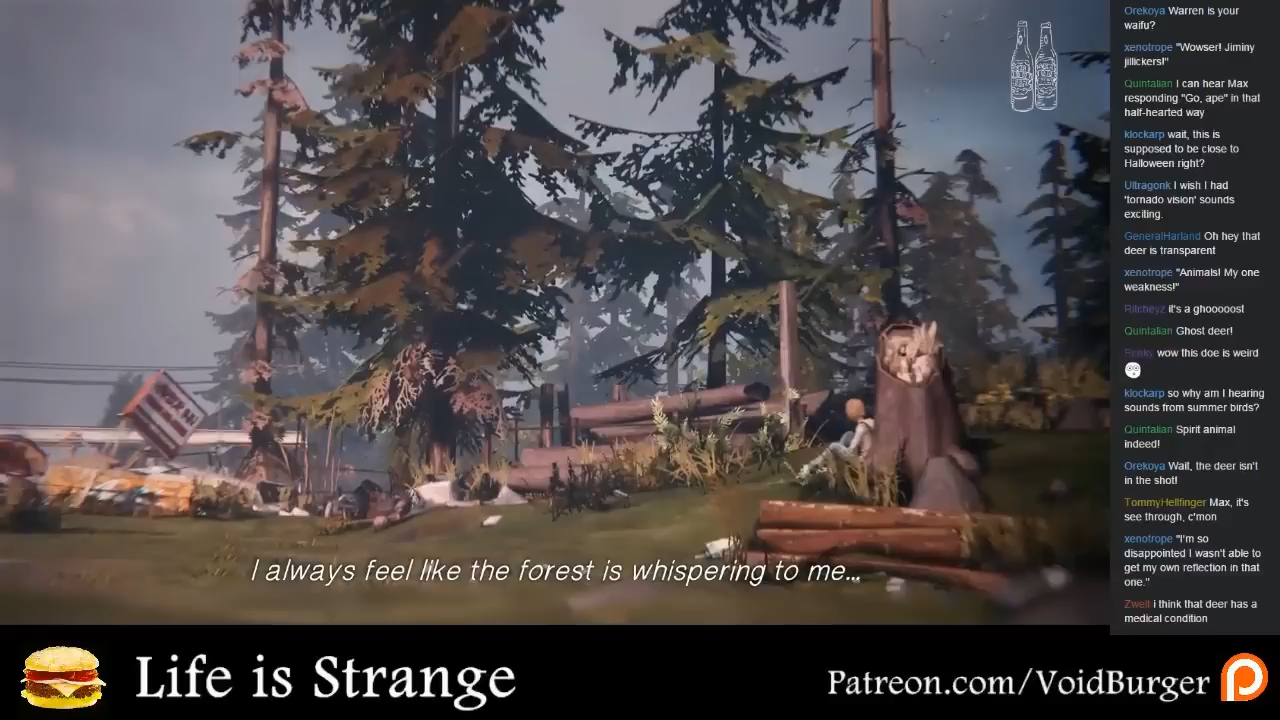 Orekoya Warren is your
waifu?
xenotrope "Wowser! Jiminy
jillickers!"
Quintalian I can hear Max
responding "Go, ape" in that
half-hearted way
klockarp wait, this is
supposed to be close to
Halloween right?
Ultragonk I wish I had
'tornado vision' sounds
exciting.
GeneralHarland Oh hey that
deer is transparent
xenotrope "Animals! My one
weakness!"
Ritcheyz it's a ghooooost
Quintalian Ghost deer!
wow this doe is weird
klockarp so why am I hearing
sounds from summer birds?
Quintalian Spirit animal
indeed!
Orekoya Wait, the deer isn't
in the shot!
TommyHellfinger Max, it's
see through, c'mon
xenotrope "I'm so
disappointed I wasn't able to
get my own reflection in that
one."
Zweit i think that deer has a
medical condition
I always feel like the forest is whispering to me...
Life is Strange
Patreon.com/VoidBurger